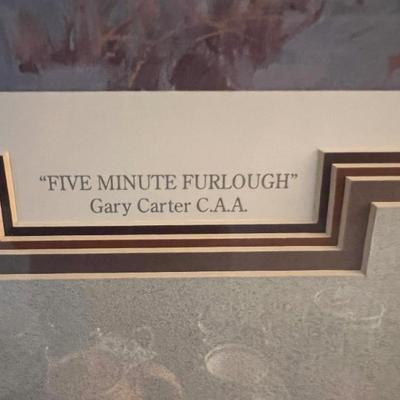 “FIVE MINUTE FURLOUGH”
Gary Carter C.A.A.